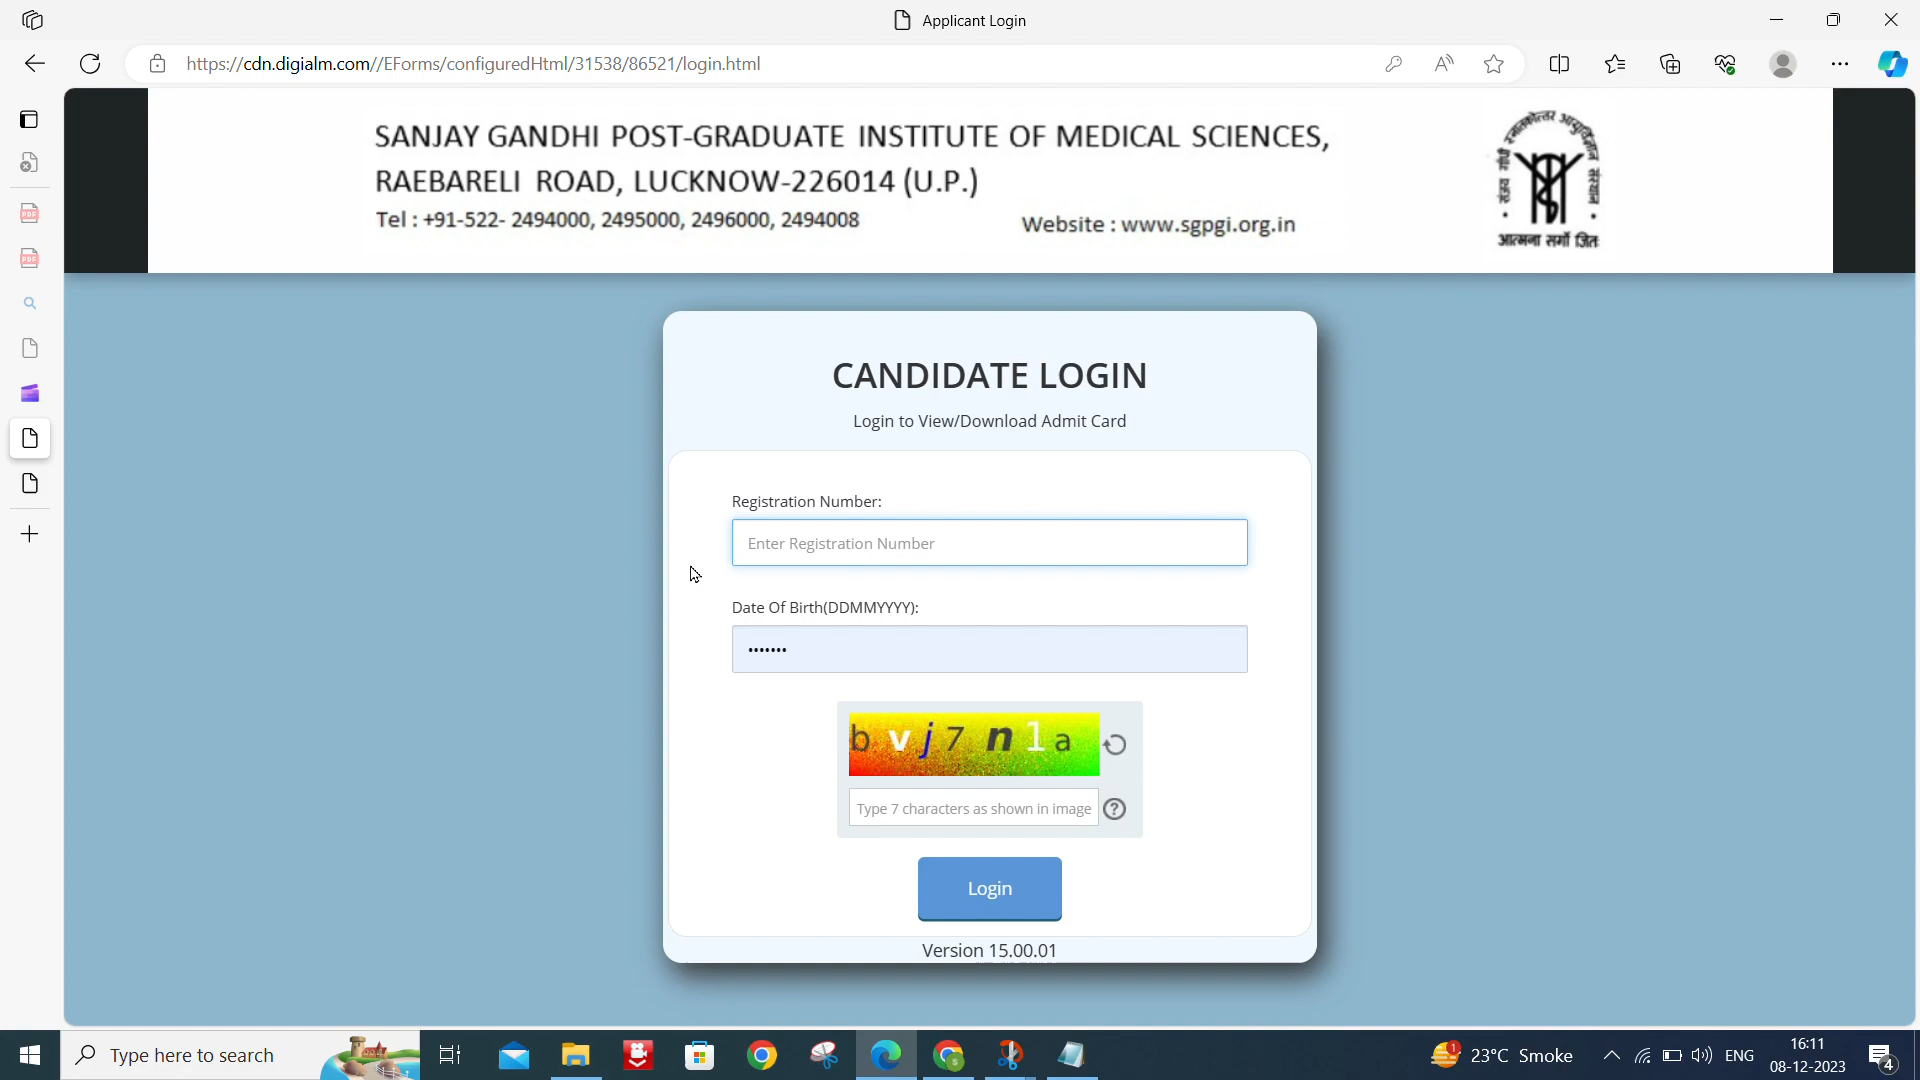 Applicant Login
https://cdn.digialm.com//EForms/configuredHtml/31538/86521/login.html
SANJAY GANDHI POST-GRADUATE INSTITUTE OF MEDICAL SCIENCES,
RAEBARELI ROAD, LUCKNOW-226014 (U.P.)
Tel : +91-522- 2494000, 2495000, 2496000, 2494008
Website : www.sgpgi.org.in
CANDIDATE LOGIN
Login to View/Download Admit Card
Registration Number:
Enter Registration Number
Date Of Birth(DDMMYYYY):
•••••••
b v j 7 n 1 a
Type 7 characters as shown in image
Login
Version 15.00.01
Type here to search
1
23°C Smoke
ENG
16:11
08-12-2023
4